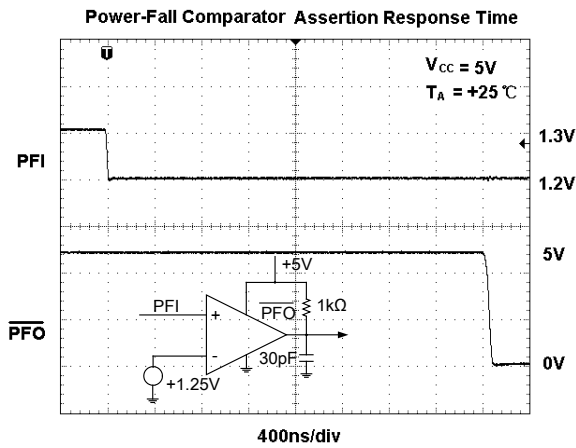 Power-Fall Comparator Assertion Response Time
T
VCC = 5V
TA = +25℃
1.3V
PFI
1.2V
5V
+5V
PFI
+
PFO
1kΩ
PFO
-
30pF
+1.25V
0V
400ns/div